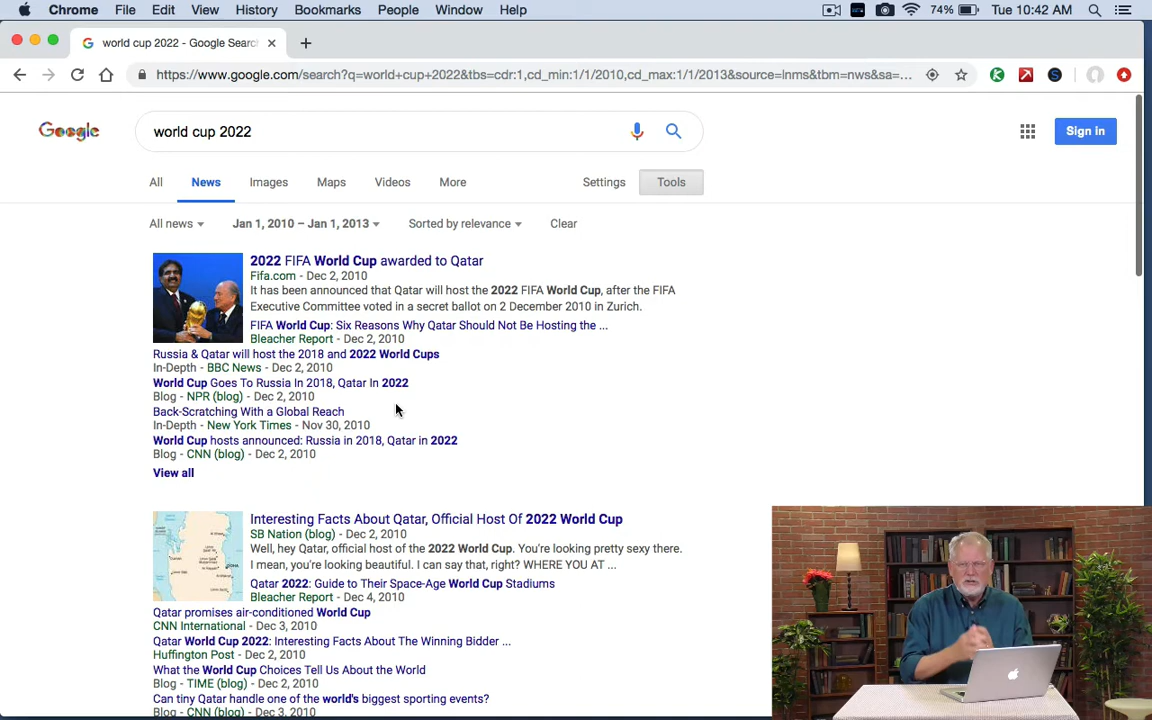 Chrome File Edit View History Bookmarks People Window Help 74% Tue 10:42 AM
world cup 2022 - Google Searc
https://www.google.com/search?q=world+cup+2022&tbs=cdr:1,cd_min:1/1/2010,cd_max:1/1/2013&source=lnms&tbm=nws&sa=...
Google world cup 2022 Sign in
All News Images Maps Videos More Settings Tools
All news Jan 1, 2010 – Jan 1, 2013 Sorted by relevance Clear
2022 FIFA World Cup awarded to Qatar
Fifa.com - Dec 2, 2010
It has been announced that Qatar will host the 2022 FIFA World Cup, after the FIFA
Executive Committee voted in a secret ballot on 2 December 2010 in Zurich.
FIFA World Cup: Six Reasons Why Qatar Should Not Be Hosting the ...
Bleacher Report - Dec 2, 2010
Russia & Qatar will host the 2018 and 2022 World Cups
In-Depth - BBC News - Dec 2, 2010
World Cup Goes To Russia In 2018, Qatar In 2022
Blog - NPR (blog) - Dec 2, 2010
Back-Scratching With a Global Reach
In-Depth - New York Times - Nov 30, 2010
World Cup hosts announced: Russia in 2018, Qatar in 2022
Blog - CNN (blog) - Dec 2, 2010
View all
Interesting Facts About Qatar, Official Host Of 2022 World Cup
SB Nation (blog) - Dec 2, 2010
Well, hey Qatar, official host of the 2022 World Cup. You're looking pretty sexy there.
I mean, you're looking beautiful. I can say that, right? WHERE YOU AT ...
Qatar 2022: Guide to Their Space-Age World Cup Stadiums
Bleacher Report - Dec 4, 2010
Qatar promises air-conditioned World Cup
CNN International - Dec 3, 2010
Qatar World Cup 2022: Interesting Facts About The Winning Bidder ...
Huffington Post - Dec 2, 2010
What the World Cup Choices Tell Us About the World
Blog - TIME (blog) - Dec 2, 2010
Can tiny Qatar handle one of the world's biggest sporting events?
Blog - CNN (blog) - Dec 3, 2010